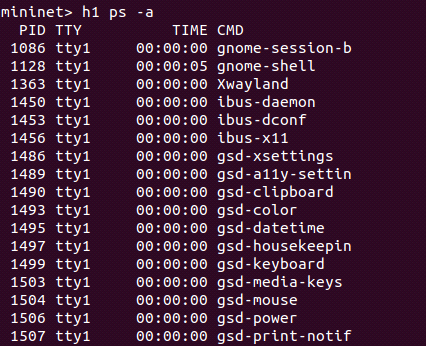 mininet> h1 ps -a
PID TTY TIME CMD
1086 tty1 00:00:00 gnome-session-b
1128 tty1 00:00:05 gnome-shell
1363 tty1 00:00:00 Xwayland
1450 tty1 00:00:00 ibus-daemon
1453 tty1 00:00:00 ibus-dconf
1456 tty1 00:00:00 ibus-x11
1486 tty1 00:00:00 gsd-xsettings
1489 tty1 00:00:00 gsd-a11y-settin
1490 tty1 00:00:00 gsd-clipboard
1493 tty1 00:00:00 gsd-color
1495 tty1 00:00:00 gsd-datetime
1497 tty1 00:00:00 gsd-housekeepin
1499 tty1 00:00:00 gsd-keyboard
1503 tty1 00:00:00 gsd-media-keys
1504 tty1 00:00:00 gsd-mouse
1506 tty1 00:00:00 gsd-power
1507 tty1 00:00:00 gsd-print-notif